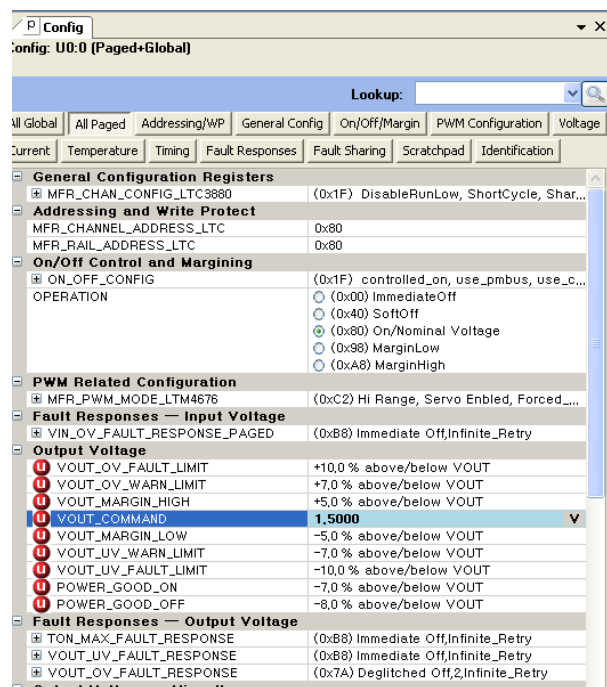 P Config
Config: U0:0 (Paged+Global)
Lookup:
All Global All Paged Addressing/WP General Config On/Off/Margin PWM Configuration Voltage
Current Temperature Timing Fault Responses Fault Sharing Scratchpad Identification
General Configuration Registers
MFR_CHAN_CONFIG_LTC3880 (0x1F) DisableRunLow, ShortCycle, Shar...
Addressing and Write Protect
MFR_CHANNEL_ADDRESS_LTC 0x80
MFR_RAIL_ADDRESS_LTC 0x80
On/Off Control and Margining
ON_OFF_CONFIG (0x1F) controlled_on, use_pmbus, use_c...
OPERATION (0x00) ImmediateOff
(0x40) SoftOff
(0x80) On/Nominal Voltage
(0x98) MarginLow
(0xA8) MarginHigh
PWM Related Configuration
MFR_PWM_MODE_LTM4676 (0xC2) Hi Range, Servo Enbled, Forced_...
Fault Responses — Input Voltage
VIN_OV_FAULT_RESPONSE_PAGED (0xB8) Immediate Off,Infinite_Retry
Output Voltage
u VOUT_OV_FAULT_LIMIT +10,0 % above/below VOUT
u VOUT_OV_WARN_LIMIT +7,0 % above/below VOUT
u VOUT_MARGIN_HIGH +5,0 % above/below VOUT
u VOUT_COMMAND 1,5000 V
u VOUT_MARGIN_LOW -5,0 % above/below VOUT
u VOUT_UV_WARN_LIMIT -7,0 % above/below VOUT
u VOUT_UV_FAULT_LIMIT -10,0 % above/below VOUT
u POWER_GOOD_ON -7,0 % above/below VOUT
u POWER_GOOD_OFF -8,0 % above/below VOUT
Fault Responses — Output Voltage
TON_MAX_FAULT_RESPONSE (0xB8) Immediate Off,Infinite_Retry
VOUT_UV_FAULT_RESPONSE (0xB8) Immediate Off,Infinite_Retry
VOUT_OV_FAULT_RESPONSE (0x7A) Deglitched Off,2,Infinite_Retry